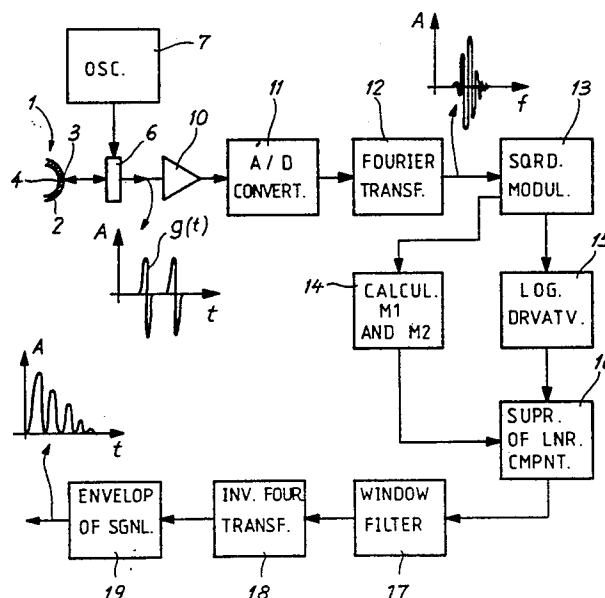 7
OSC.
1
3
4
2
6
10
11
A/D
CONVERT.
12
FOURIER
TRANSF.
A
f
13
SQRD.
MODUL.
A
g(t)
t
14
CALCUL.
M1
AND M2
15
LOG.
DRVATV.
A
t
SUPR.
OF LNR.
CMPNT.
ENVELOP
OF SGNL.
19
INV. FOUR
TRANSF.
18
WINDOW
FILTER
17